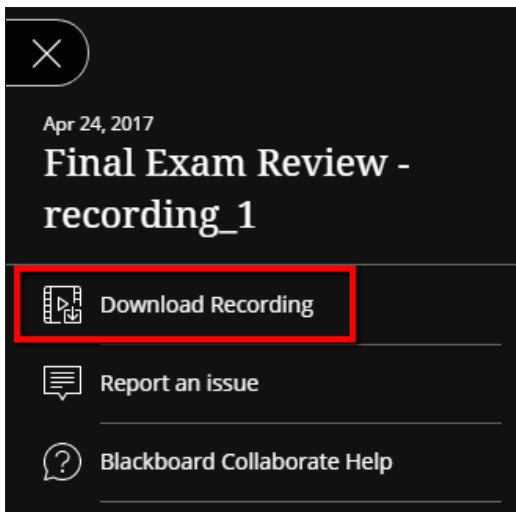 Apr 24, 2017
Final Exam Review -
recording_1
Download Recording
Report an issue
Blackboard Collaborate Help